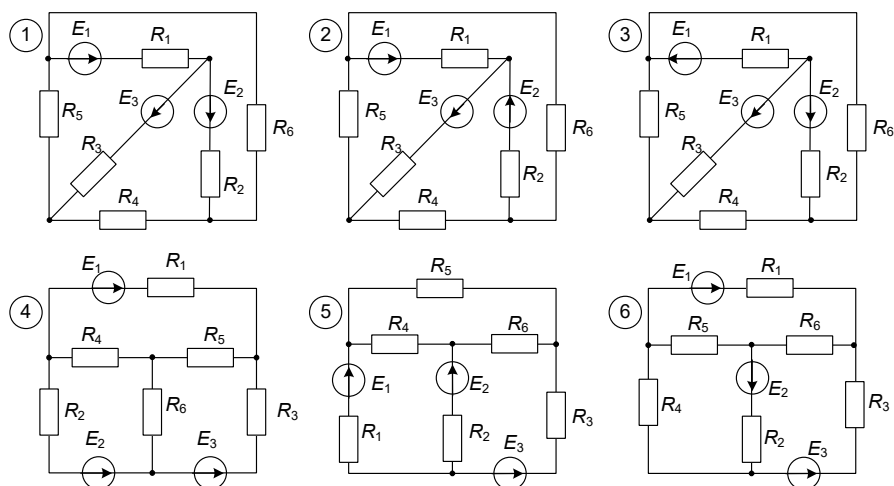 1 E1 R1
R5 E3 E2
R3 R6
R2
R4
2 E1 R1
R5 E3 E2
R3 R6
R2
R4
3 E1 R1
R5 E3 E2
R3 R6
R2
R4
4 E1 R1
R4 R5
R2 R6 R3
E2 E3
5 R5
R4 R6
E1 E2
R3
R1 R2
E3
6 E1 R1
R5 R6
E2
R4 R3
R2
E3